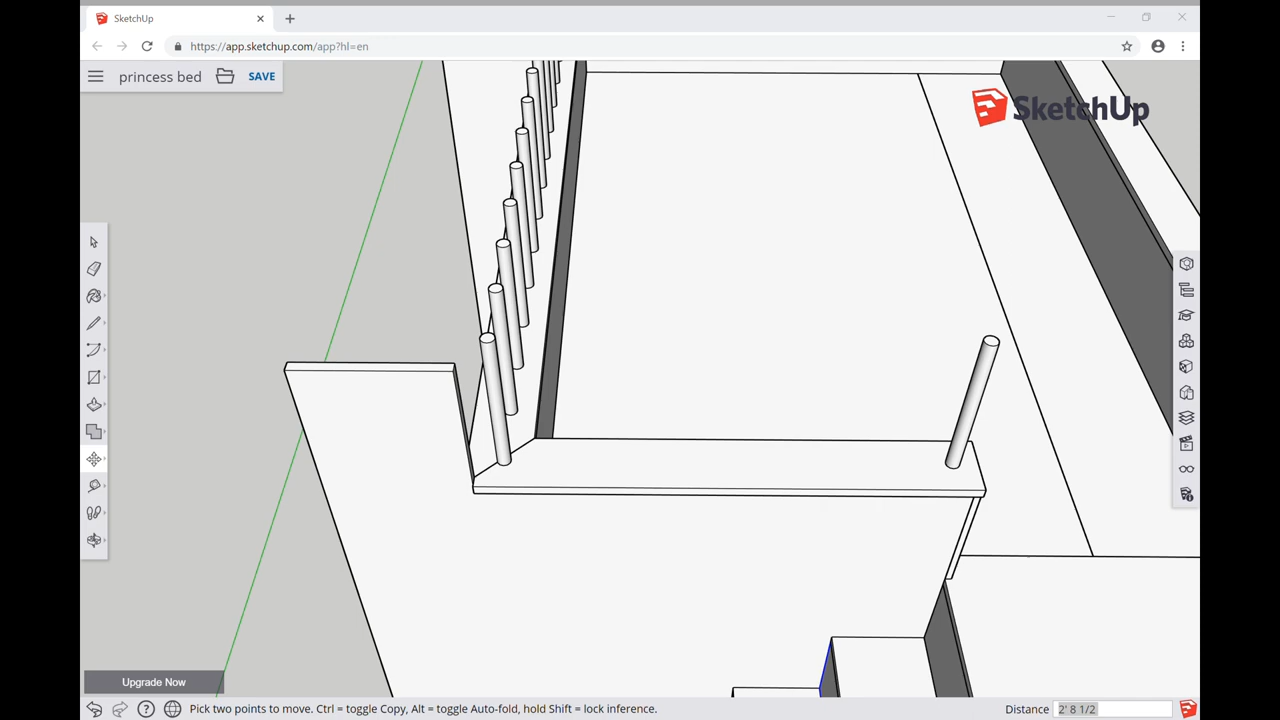 SketchUp
https://app.sketchup.com/app?hl=en
princess bed
SAVE
SketchUp
Upgrade Now
Pick two points to move. Ctrl = toggle Copy, Alt = toggle Auto-fold, hold Shift = lock inference.
Distance
2' 8 1/2